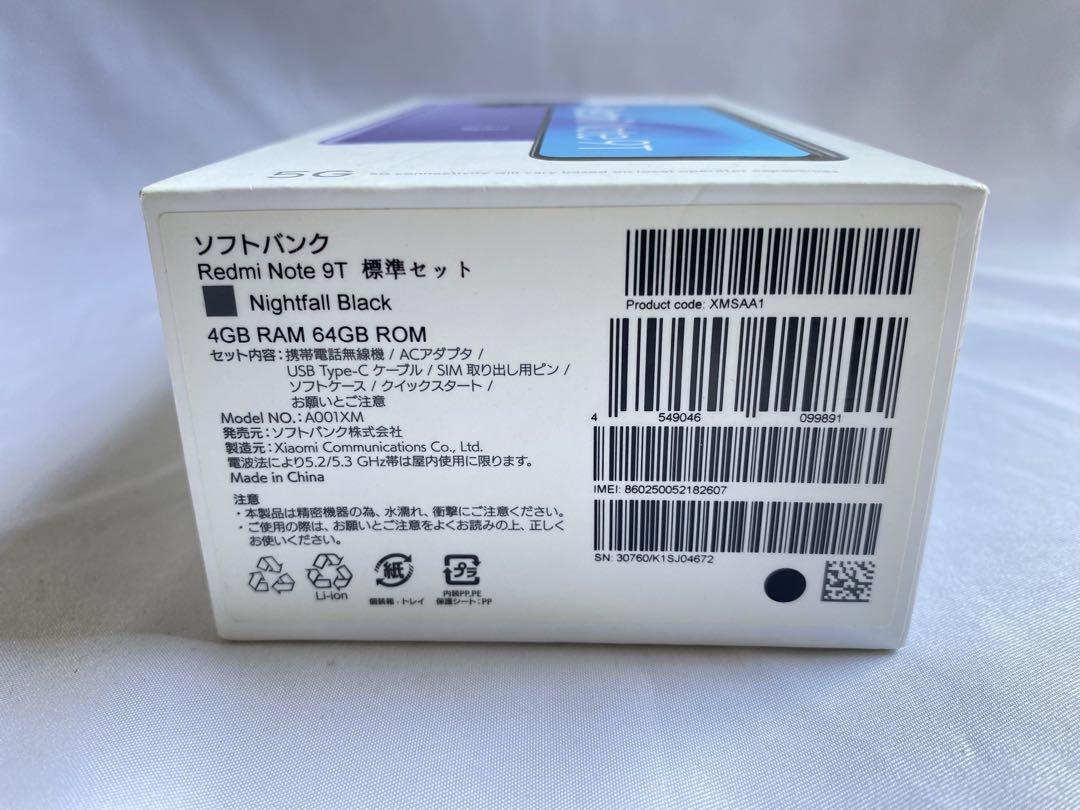 5G 5G connectivity will vary based on local operator capabilities
ソフトバンク
Redmi Note 9T 標準セット
Nightfall Black
4GB RAM 64GB ROM
セット内容:携帯電話無線機 / ACアダプタ /
USB Type-C ケーブル / SIM 取り出し用ピン /
ソフトケース / クイックスタート /
お願いとご注意
Model NO.:A001XM
発売元:ソフトバンク株式会社
製造元:Xiaomi Communications Co., Ltd.
電波法により5.2/5.3 GHz帯は屋内使用に限ります。
Made in China
注意
・本製品は精密機器の為、水濡れ、衝撃にご注意ください。
・ご使用の際は、お願いとご注意をよくお読みの上、正しく
お使いください。
Li-ion
紙
個装箱・トレイ
プラ
内装PP,PE
保護シート:PP
Product code: XMSAA1
4 549046 099891
IMEI: 860250052182607
SN: 30760/K1SJ04672